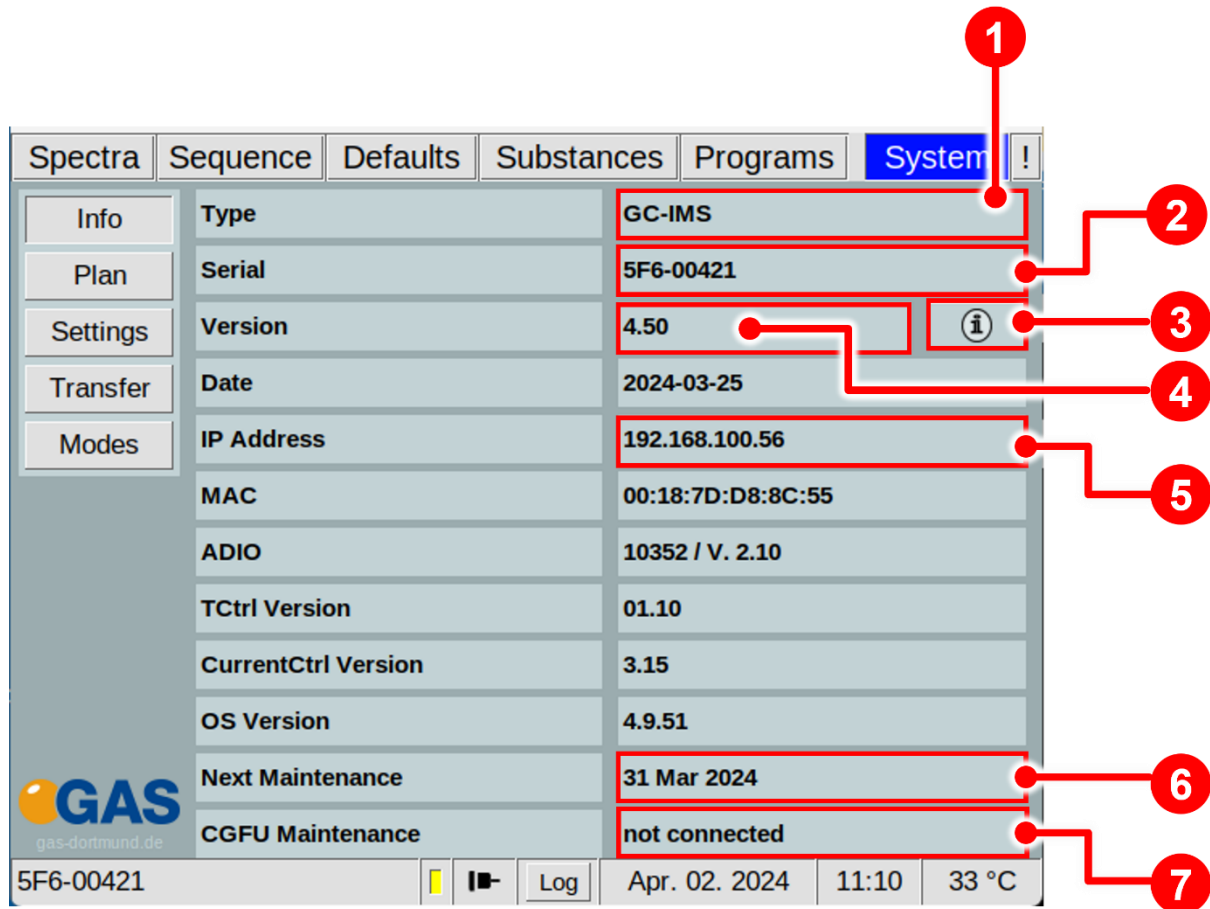 1
Spectra Sequence Defaults Substances Programs System !
Info Type GC-IMS 2
Plan Serial 5F6-00421
Settings Version 4.50 i 3
Transfer Date 2024-03-25 4
Modes IP Address 192.168.100.56
MAC 00:18:7D:D8:8C:55 5
ADIO 10352 / V. 2.10
TCtrl Version 01.10
CurrentCtrl Version 3.15
OS Version 4.9.51
GAS Next Maintenance 31 Mar 2024 6
gas-dortmund.de CGFU Maintenance not connected
5F6-00421 Log Apr. 02. 2024 11:10 33 °C 7